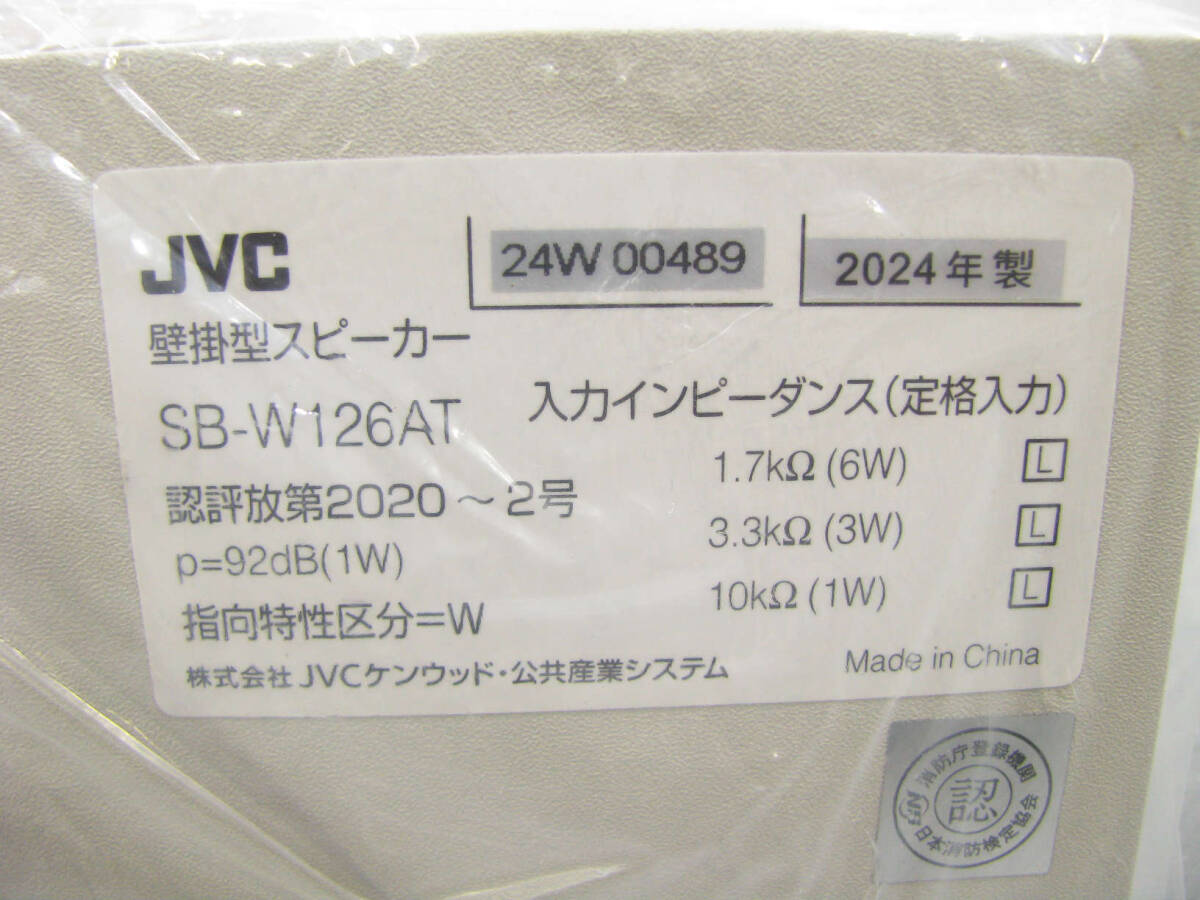 JVC
24W 00489
2024年 製
壁掛型スピーカー
SB-W126AT
認評放第2020～2号
p=92dB(1W)
指向特性区分=W
入力インピーダンス(定格入力)
1.7kΩ (6W) L
3.3kΩ (3W) L
10kΩ (1W) L
株式会社 JVCケンウッド・公共産業システム
Made in China
消防庁登録機関
認
日本消防検定協会